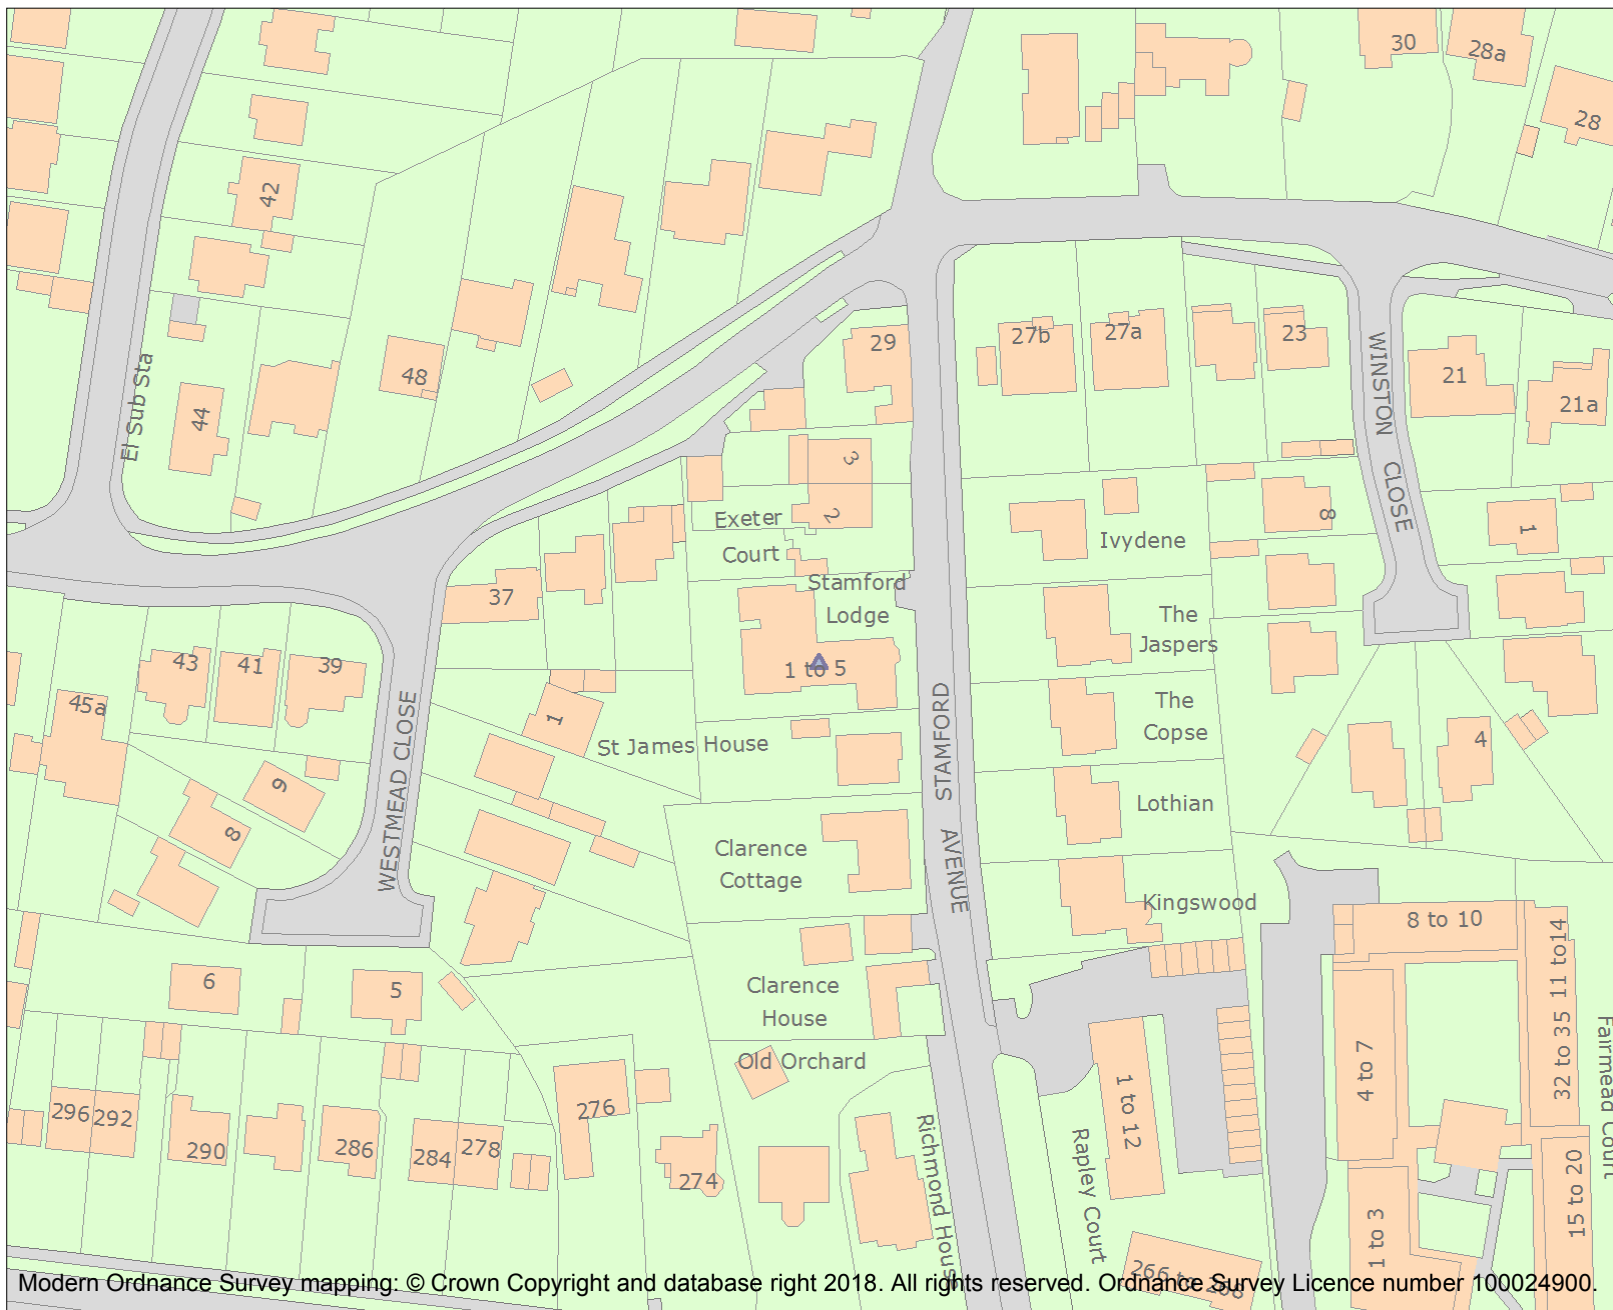 30
28a
28
42
El Sub Sta
44
48
29
27b
27a
23
WINSTON CLOSE
21
21a
3
2
Exeter
Court
8
1
Ivydene
37
Stamford
Lodge
1 to 5
The
Jaspers
43
41
39
45a
1
St James House
STAMFORD AVENUE
The
Copse
4
WESTMEAD CLOSE
9
8
Lothian
Clarence
Cottage
Kingswood
8 to 10
32 to 35 11 to14
6
5
Clarence
House
Old Orchard
296
292
290
286
284
278
276
274
Richmond House
1 to 12
Rapley Court
4 to 7
Fairmead Court
15 to 20
1 to 3
266 to 268
Modern Ordnance Survey mapping: © Crown Copyright and database right 2018. All rights reserved. Ordnance Survey Licence number 100024900.